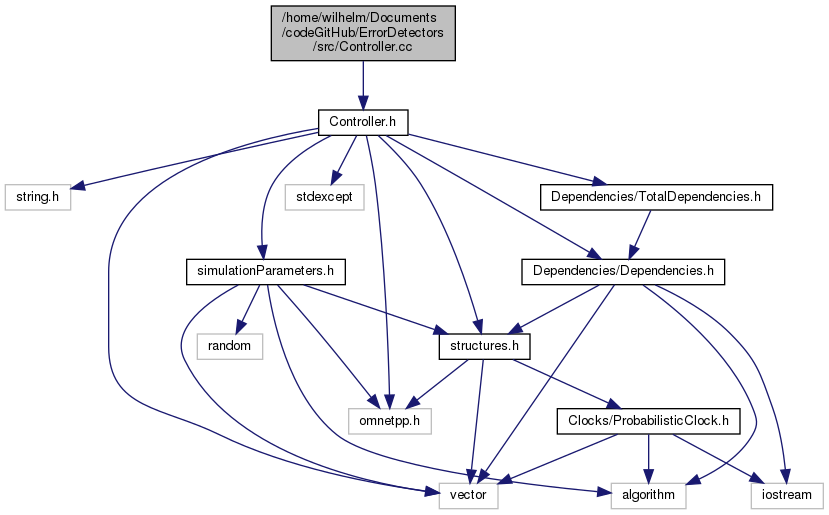 /home/wilhelm/Documents
/codeGitHub/ErrorDetectors
/src/Controller.cc
Controller.h
string.h
stdexcept
Dependencies/TotalDependencies.h
simulationParameters.h
Dependencies/Dependencies.h
random
structures.h
omnetpp.h
Clocks/ProbabilisticClock.h
vector
algorithm
iostream